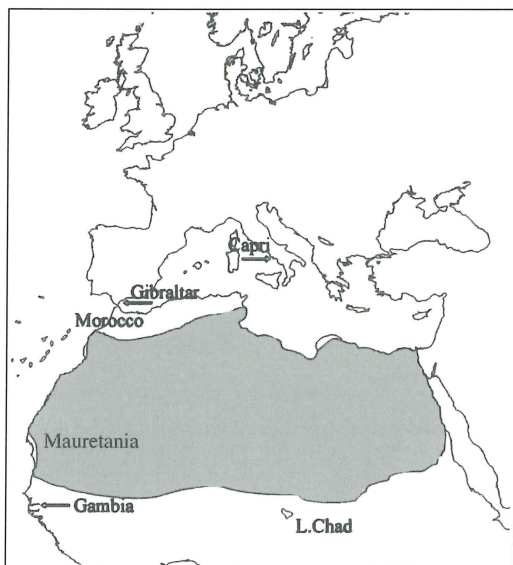 Capri
Gibraltar
Morocco
Mauretania
Gambia
L.Chad